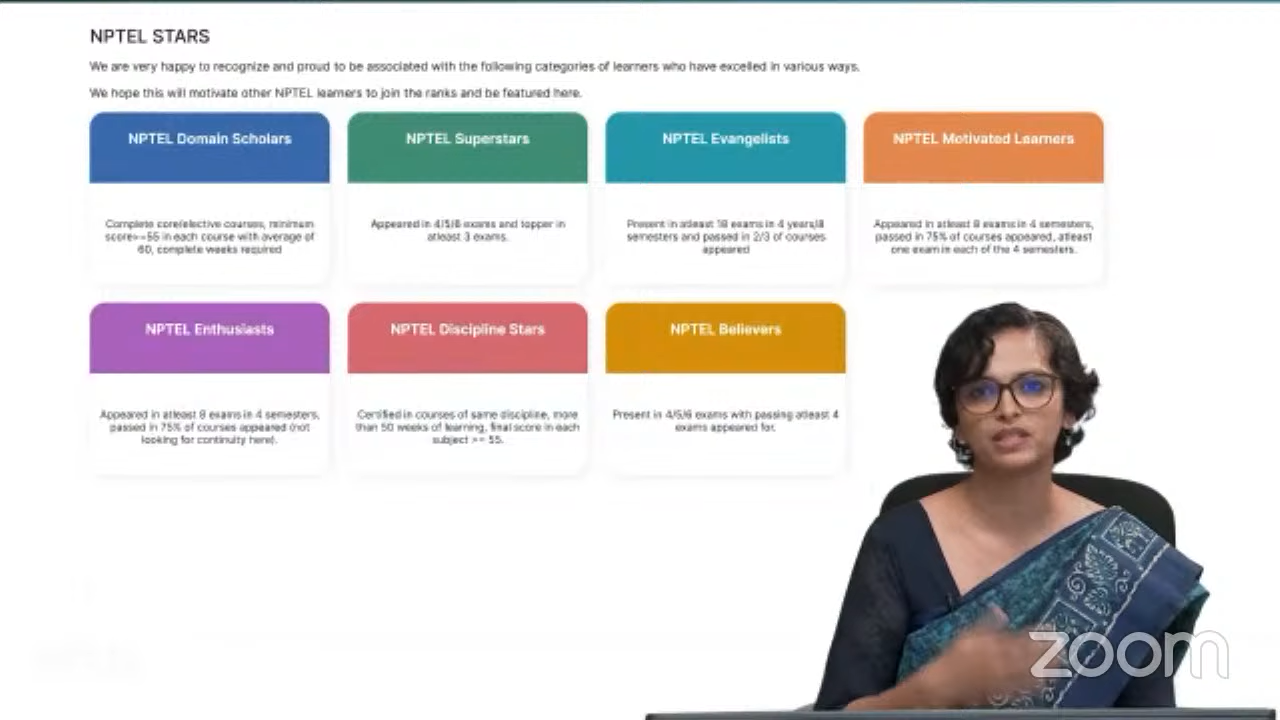 NPTEL STARS
We are very happy to recognize and proud to be associated with the following categories of learners who have excelled in various ways.
We hope this will motivate other NPTEL learners to join the ranks and be featured here.
NPTEL Domain Scholars
Complete core/elective courses, minimum
score>=55 in each course with average of
60, complete weeks required
NPTEL Superstars
Appeared in 4/5/6 exams and topper in
atleast 3 exams.
NPTEL Evangelists
Present in atleast 18 exams in 4 years/8
semesters and passed in 2/3 of courses
appeared
NPTEL Motivated Learners
Appeared in atleast 8 exams in 4 semesters,
passed in 75% of courses appeared, atleast
one exam in each of the 4 semesters.
NPTEL Enthusiasts
Appeared in atleast 8 exams in 4 semesters,
passed in 75% of courses appeared (not
looking for continuity here).
NPTEL Discipline Stars
Certified in courses of same discipline, more
than 50 weeks of learning, final score in each
subject >= 55.
NPTEL Believers
Present in 4/5/6 exams with passing atleast 4
exams appeared for.
zoom